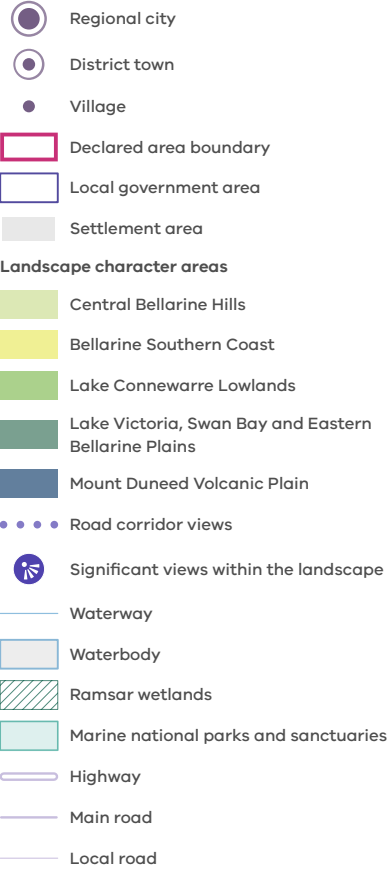 Regional city
District town
Village
Declared area boundary
Local government area
Settlement area
Landscape character areas
Central Bellarine Hills
Bellarine Southern Coast
Lake Connewarre Lowlands
Lake Victoria, Swan Bay and Eastern
Bellarine Plains
Mount Duneed Volcanic Plain
Road corridor views
Significant views within the landscape
Waterway
Waterbody
Ramsar wetlands
Marine national parks and sanctuaries
Highway
Main road
Local road